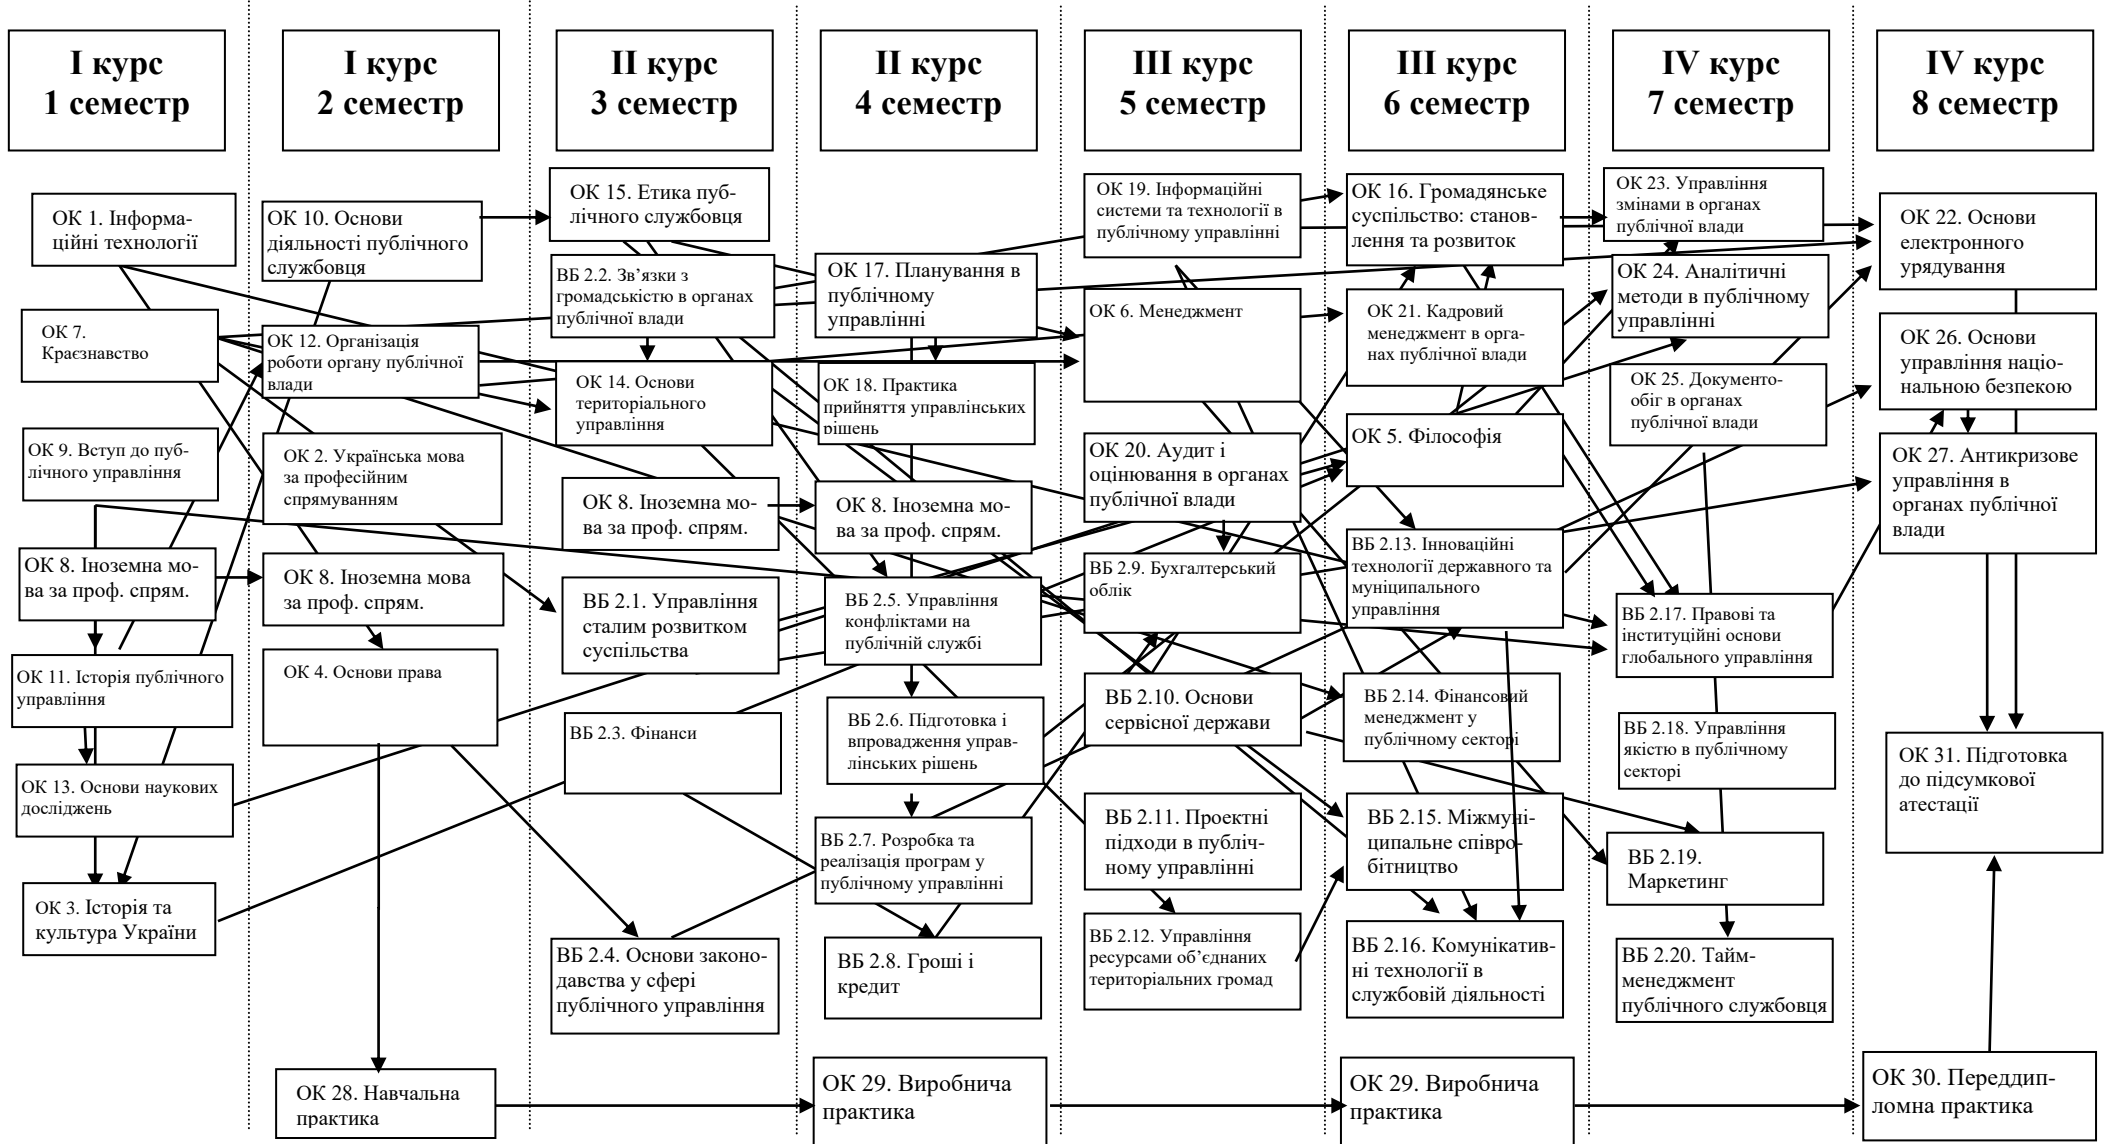 I курс
1 семестр
I курс
2 семестр
II курс
3 семестр
II курс
4 семестр
III курс
5 семестр
III курс
6 семестр
IV курс
7 семестр
IV курс
8 семестр
ОК 1. Інформа-
ційні технології
ОК 7.
Краєзнавство
ОК 9. Вступ до пуб-
лічного управління
ОК 8. Іноземна мо-
ва за проф. спрям.
ОК 11. Історія публічного
управління
ОК 13. Основи наукових
досліджень
ОК 3. Історія та
культура України
ОК 10. Основи
діяльності публічного
службовця
ОК 12. Організація
роботи органу публічної
влади
ОК 2. Українська мова
за професійним
спрямуванням
ОК 8. Іноземна мова
за проф. спрям.
ОК 4. Основи права
ОК 28. Навчальна
практика
ОК 15. Етика пуб-
лічного службовця
ВБ 2.2. Зв’язки з
громадськістю в органах
публічної влади
ОК 14. Основи
територіального
управління
ОК 8. Іноземна мо-
ва за проф. спрям.
ВБ 2.1. Управління
сталим розвитком
суспільства
ВБ 2.3. Фінанси
ВБ 2.4. Основи законо-
давства у сфері
публічного управління
ОК 17. Планування в
публічному
управлінні
ОК 18. Практика
прийняття управлінських
рішень
ОК 8. Іноземна мо-
ва за проф. спрям.
ВБ 2.5. Управління
конфліктами на
публічній службі
ВБ 2.6. Підготовка і
впровадження управ-
лінських рішень
ВБ 2.7. Розробка та
реалізація програм у
публічному управлінні
ВБ 2.8. Гроші і
кредит
ОК 29. Виробнича
практика
ОК 19. Інформаційні
системи та технології в
публічному управлінні
ОК 6. Менеджмент
ОК 20. Аудит і
оцінювання в органах
публічної влади
ВБ 2.9. Бухгалтерський
облік
ВБ 2.10. Основи
сервісної держави
ВБ 2.11. Проектні
підходи в публіч-
ному управлінні
ВБ 2.12. Управління
ресурсами об’єднаних
територіальних громад
ОК 16. Громадянське
суспільство: станов-
лення та розвиток
ОК 21. Кадровий
менеджмент в орга-
нах публічної влади
ОК 5. Філософія
ВБ 2.13. Інноваційні
технології державного та
муніципального
управління
ВБ 2.14. Фінансовий
менеджмент у
публічному секторі
ВБ 2.15. Міжмуні-
ципальне співро-
бітництво
ВБ 2.16. Комунікатив-
ні технології в
службовій діяльності
ОК 29. Виробнича
практика
ОК 23. Управління
змінами в органах
публічної влади
ОК 24. Аналітичні
методи в публічному
управлінні
ОК 25. Документо-
обіг в органах
публічної влади
ВБ 2.17. Правові та
інституційні основи
глобального управління
ВБ 2.18. Управління
якістю в публічному
секторі
ВБ 2.19.
Маркетинг
ВБ 2.20. Тайм-
менеджмент
публічного службовця
ОК 22. Основи
електронного
урядування
ОК 26. Основи
управління націо-
нальною безпекою
ОК 27. Антикризове
управління в
органах публічної
влади
ОК 31. Підготовка
до підсумкової
атестації
ОК 30. Переддип-
ломна практика